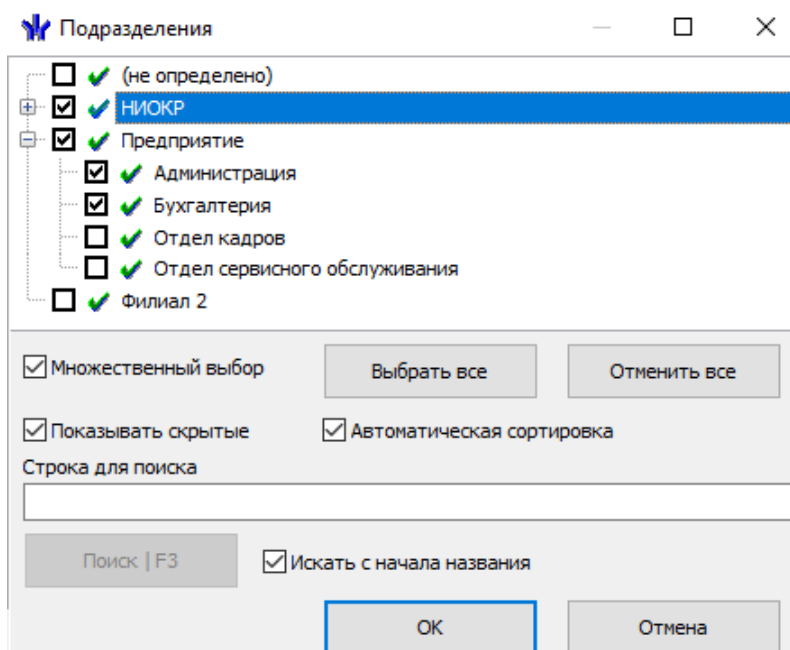 Подразделения
(не определено)
НИОКР
Предприятие
Администрация
Бухгалтерия
Отдел кадров
Отдел сервисного обслуживания
Филиал 2
Множественный выбор Выбрать все Отменить все
Показывать скрытые Автоматическая сортировка
Строка для поиска
Поиск | F3 Искать с начала названия
ОК Отмена